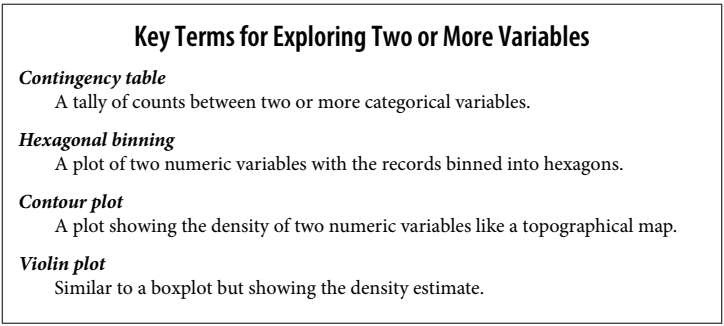 Key Terms for Exploring Two or More Variables
Contingency table
A tally of counts between two or more categorical variables.
Hexagonal binning
A plot of two numeric variables with the records binned into hexagons.
Contour plot
A plot showing the density of two numeric variables like a topographical map.
Violin plot
Similar to a boxplot but showing the density estimate.